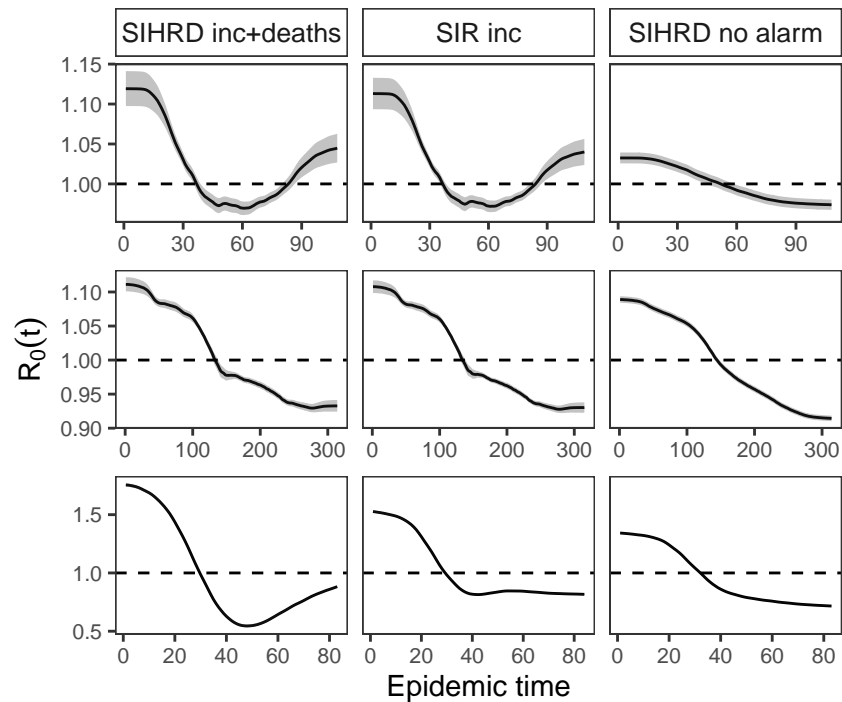 SIHRD inc+deaths SIR inc SIHRD no alarm
1.15
1.10
1.05
1.00
0 30 60 90 0 30 60 90 0 30 60 90
1.10
1.05
1.00
0.95
0.90
0 100 200 300 0 100 200 300 0 100 200 300
1.5
1.0
0.5
0 20 40 60 80 0 20 40 60 80 0 20 40 60 80
R₀(t)
Epidemic time